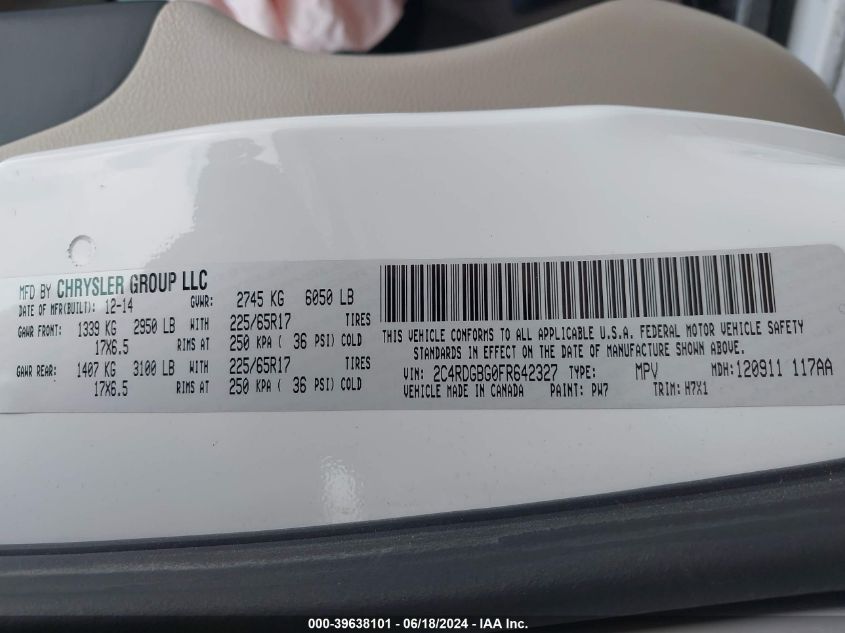 MFD BY CHRYSLER GROUP LLC
DATE OF MFR(BUILT): 12-14 GVWR: 2745 KG 6050 LB
GAWR FRONT: 1339 KG 2950 LB WITH 225/65R17 TIRES
17X6.5 RIMS AT 250 KPA ( 36 PSI) COLD
GAWR REAR: 1407 KG 3100 LB WITH 225/65R17 TIRES
17X6.5 RIMS AT 250 KPA ( 36 PSI) COLD
THIS VEHICLE CONFORMS TO ALL APPLICABLE U.S.A. FEDERAL MOTOR VEHICLE SAFETY
STANDARDS IN EFFECT ON THE DATE OF MANUFACTURE SHOWN ABOVE.
VIN: 2C4RDGBG0FR642327 TYPE: MPV MDH: 120911 117AA
VEHICLE MADE IN CANADA PAINT: PW7 TRIM: H7X1
000-39638101 - 06/18/2024 - IAA Inc.